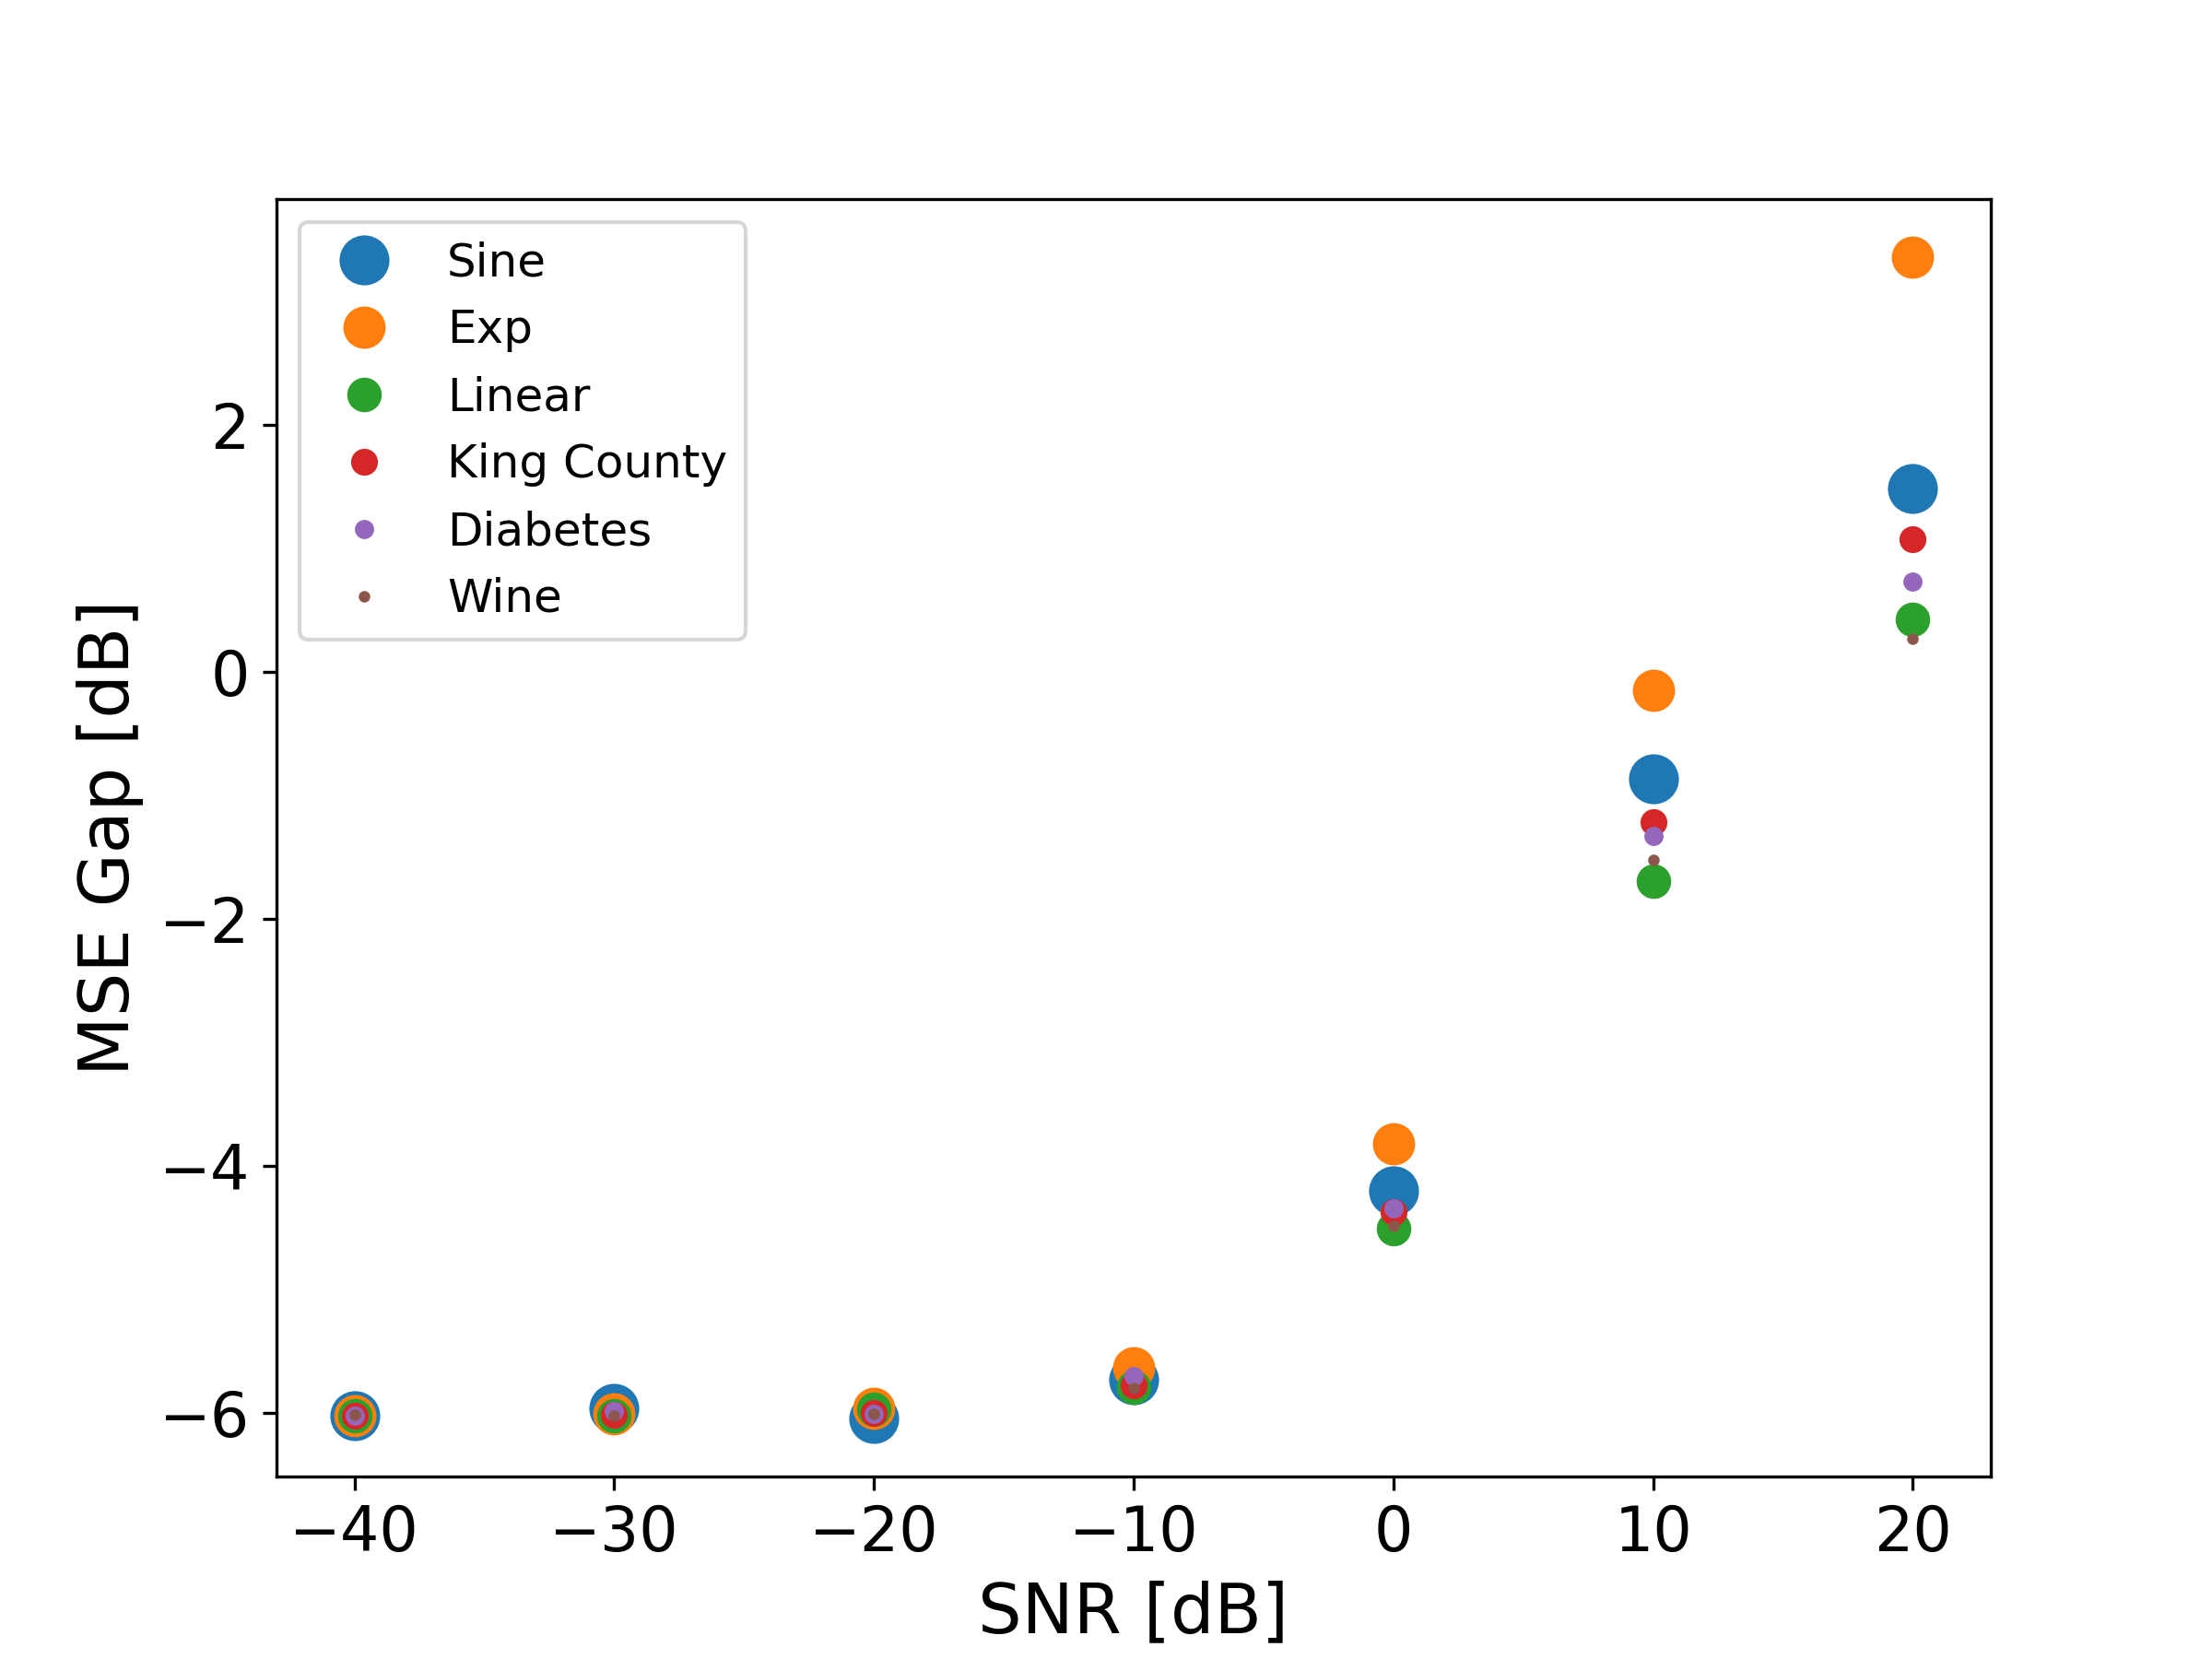 Sine
Exp
Linear
King County
Diabetes
Wine
MSE Gap [dB]
2
0
−2
−4
−6
−40 −30 −20 −10 0 10 20
SNR [dB]